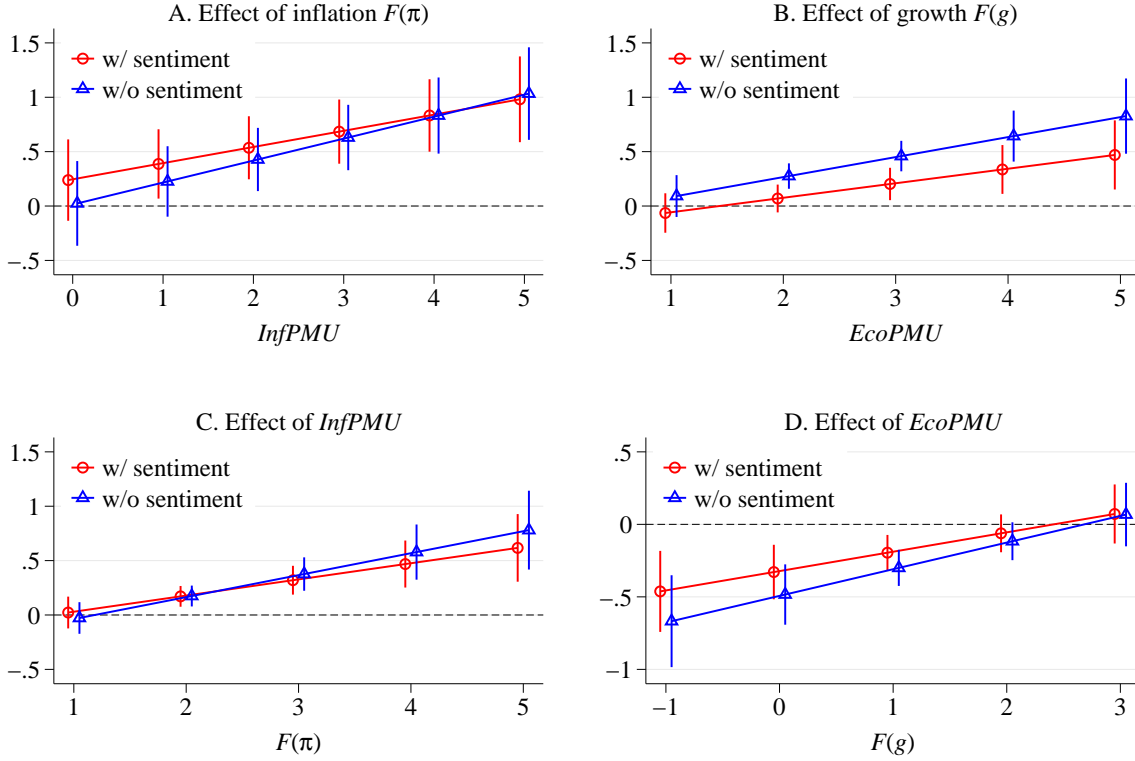 A. Effect of inflation F(π)
1.5
1
.5
0
−.5
w/ sentiment
w/o sentiment
0 1 2 3 4 5
InfPMU
B. Effect of growth F(g)
1.5
1
.5
0
−.5
w/ sentiment
w/o sentiment
1 2 3 4 5
EcoPMU
C. Effect of InfPMU
1.5
1
.5
0
−.5
w/ sentiment
w/o sentiment
1 2 3 4 5
F(π)
D. Effect of EcoPMU
.5
0
−.5
−1
w/ sentiment
w/o sentiment
−1 0 1 2 3
F(g)